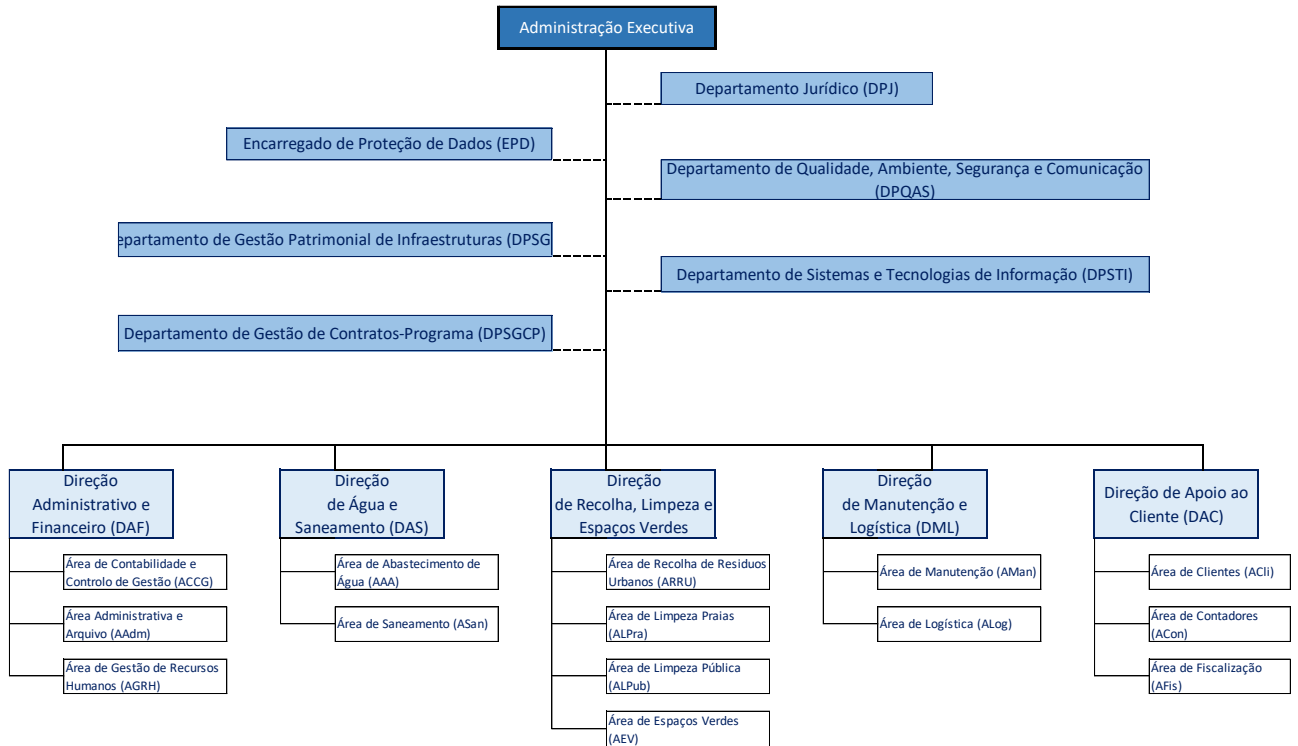 Administração Executiva
Departamento Jurídico (DPJ)
Encarregado de Proteção de Dados (EPD)
Departamento de Qualidade, Ambiente, Segurança e Comunicação
(DPQAS)
epartamento de Gestão Patrimonial de Infraestruturas (DPSG
Departamento de Sistemas e Tecnologias de Informação (DPSTI)
Departamento de Gestão de Contratos-Programa (DPSGCP)
Direção
Administrativo e
Financeiro (DAF)
Direção
de Água e
Saneamento (DAS)
Direção
de Recolha, Limpeza e
Espaços Verdes
Direção
de Manutenção e
Logística (DML)
Direção de Apoio ao
Cliente (DAC)
Área de Contabilidade e
Controlo de Gestão (ACCG)
Área Administrativa e
Arquivo (AAdm)
Área de Gestão de Recursos
Humanos (AGRH)
Área de Abastecimento de
Água (AAA)
Área de Saneamento (ASan)
Área de Recolha de Residuos
Urbanos (ARRU)
Área de Limpeza Praias
(ALPra)
Área de Limpeza Pública
(ALPub)
Área de Espaços Verdes
(AEV)
Área de Manutenção (AMan)
Área de Logística (ALog)
Área de Clientes (ACli)
Área de Contadores
(ACon)
Área de Fiscalização
(AFis)